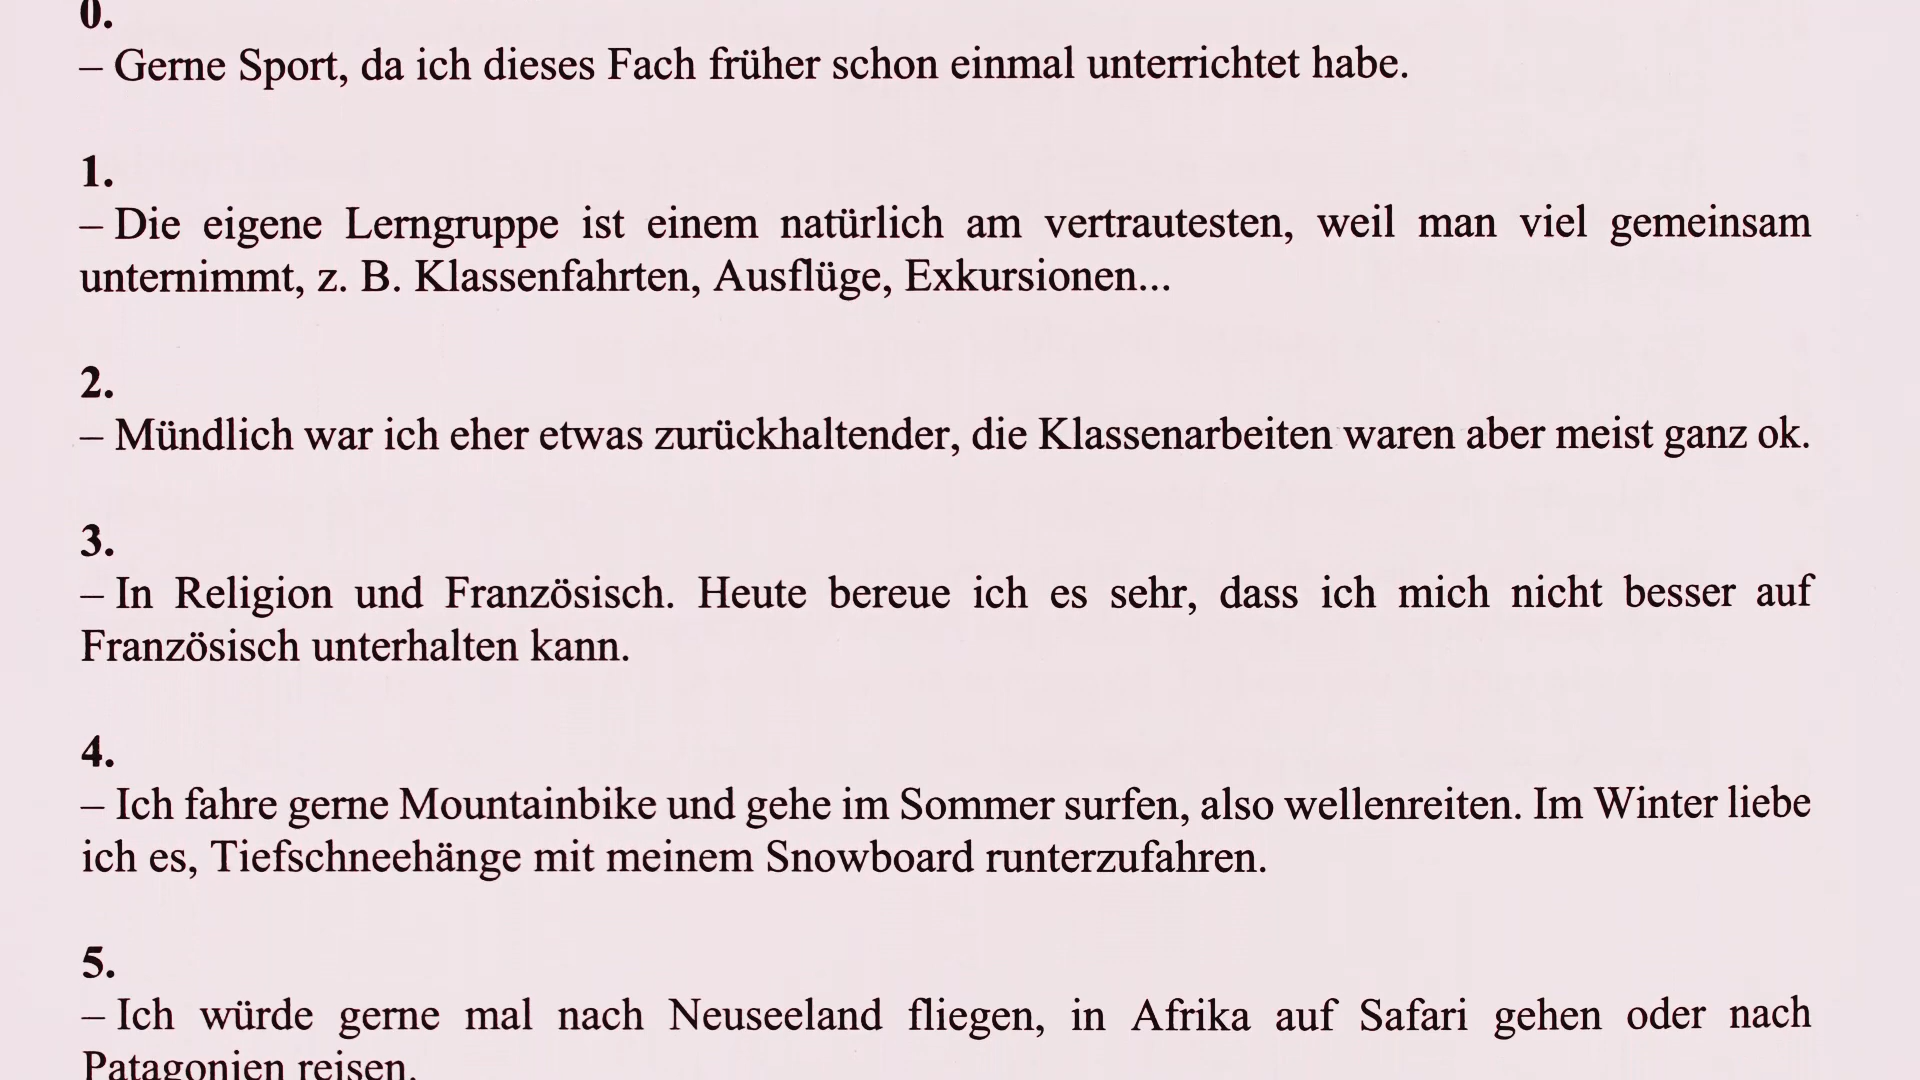 0.
– Gerne Sport, da ich dieses Fach früher schon einmal unterrichtet habe.
1.
– Die eigene Lerngruppe ist einem natürlich am vertrautesten, weil man viel gemeinsam
unternimmt, z. B. Klassenfahrten, Ausflüge, Exkursionen...
2.
– Mündlich war ich eher etwas zurückhaltender, die Klassenarbeiten waren aber meist ganz ok.
3.
– In Religion und Französisch. Heute bereue ich es sehr, dass ich mich nicht besser auf
Französisch unterhalten kann.
4.
– Ich fahre gerne Mountainbike und gehe im Sommer surfen, also wellenreiten. Im Winter liebe
ich es, Tiefschneehänge mit meinem Snowboard runterzufahren.
5.
– Ich würde gerne mal nach Neuseeland fliegen, in Afrika auf Safari gehen oder nach
Patagonien reisen.